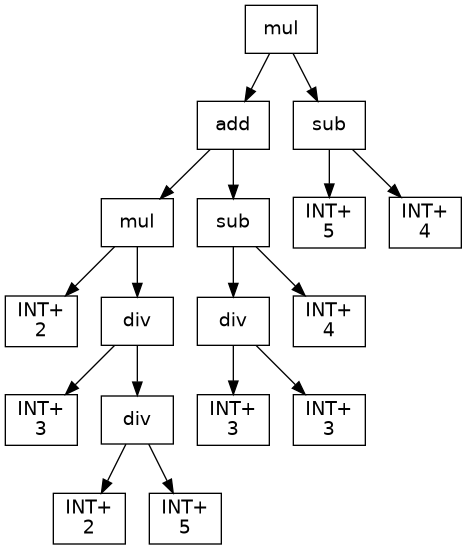 mul
add
sub
mul
sub
INT+
5
INT+
4
INT+
2
div
div
INT+
4
INT+
3
div
INT+
3
INT+
3
INT+
2
INT+
5